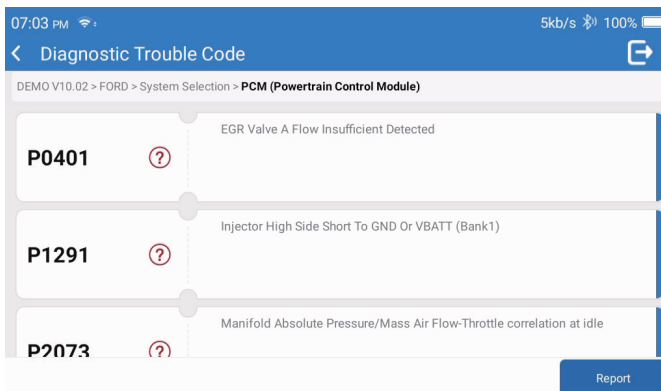 07:03 PM
5kb/s 100%
Diagnostic Trouble Code
DEMO V10.02 > FORD > System Selection > PCM (Powertrain Control Module)
EGR Valve A Flow Insufficient Detected
P0401 ?
Injector High Side Short To GND Or VBATT (Bank1)
P1291 ?
Manifold Absolute Pressure/Mass Air Flow-Throttle correlation at idle
P2073 ?
Report